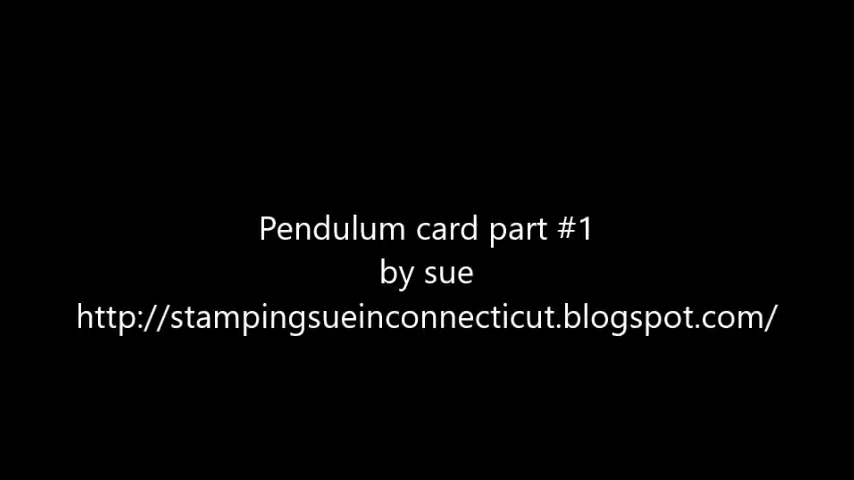 Pendulum card part #1
by sue
http://stampingsueinconnecticut.blogspot.com/